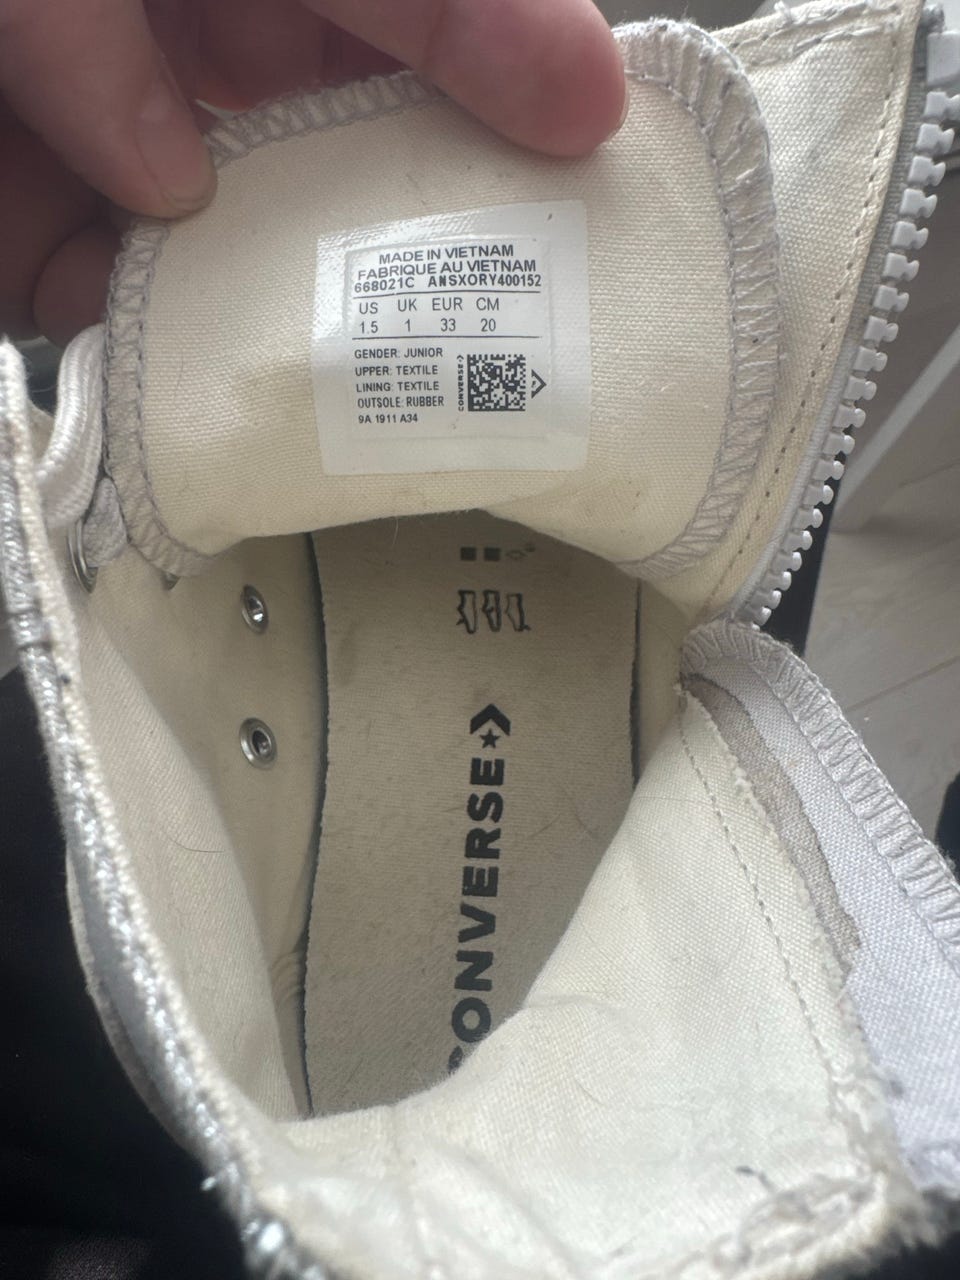 MADE IN VIETNAM
FABRIQUE AU VIETNAM
668021C ANSXORY400152
US UK EUR CM
1.5 1 33 20
GENDER: JUNIOR
UPPER: TEXTILE
LINING: TEXTILE
OUTSOLE: RUBBER
9A 1911 A34
CONVERSE
CONVERSE